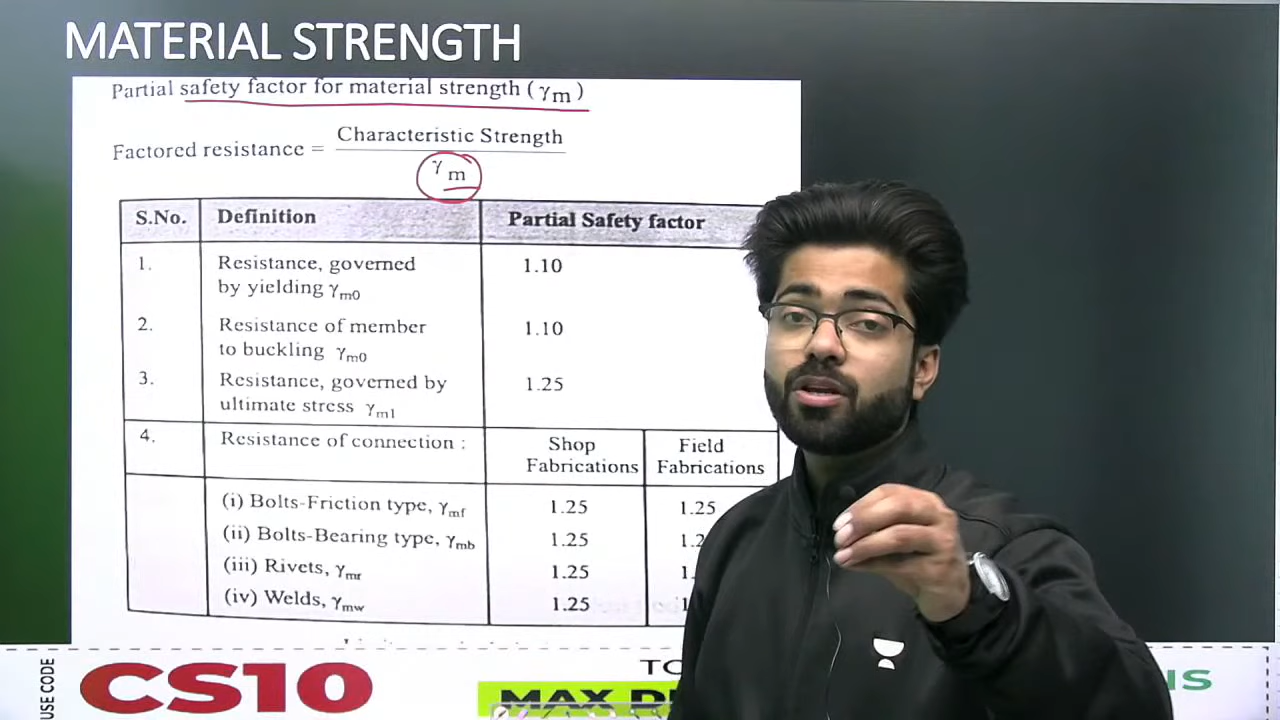 MATERIAL STRENGTH
Partial safety factor for material strength (γm)
Factored resistance = Characteristic Strength
γm
S.No. Definition Partial Safety factor
1. Resistance, governed 1.10
by yielding γm0
2. Resistance of member 1.10
to buckling γm0
3. Resistance, governed by 1.25
ultimate stress γm1
4. Resistance of connection : Shop Field
Fabrications Fabrications
(i) Bolts-Friction type, γmf 1.25 1.25
(ii) Bolts-Bearing type, γmb 1.25
(iii) Rivets, γmr 1.25
(iv) Welds, γmw 1.25
USE CODE
CS10
MAX